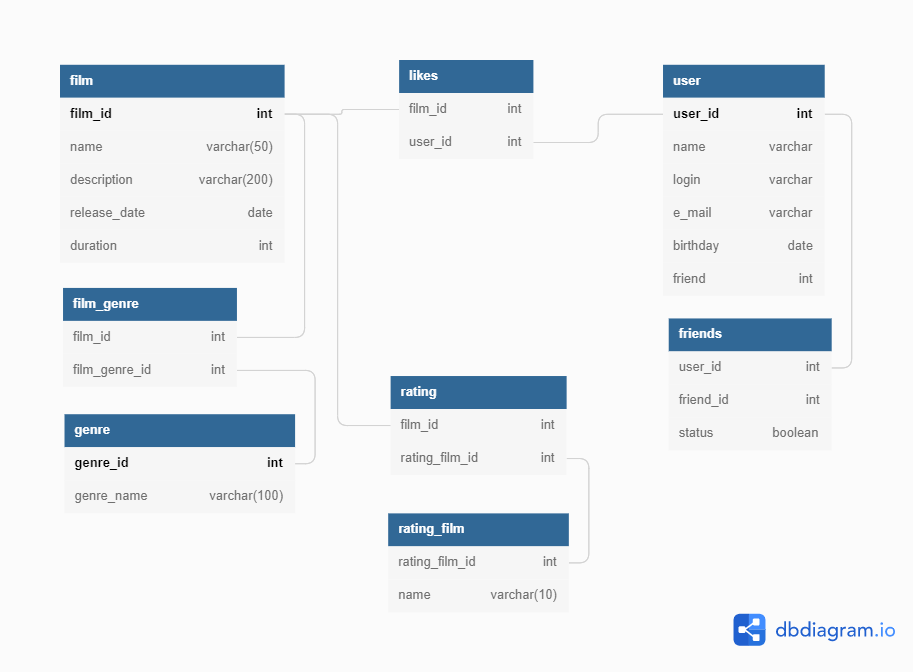 film
film_id int
name varchar(50)
description varchar(200)
release_date date
duration int
film_genre
film_id int
film_genre_id int
genre
genre_id int
genre_name varchar(100)
likes
film_id int
user_id int
rating
film_id int
rating_film_id int
rating_film
rating_film_id int
name varchar(10)
user
user_id int
name varchar
login varchar
e_mail varchar
birthday date
friend int
friends
user_id int
friend_id int
status boolean
dbdiagram.io